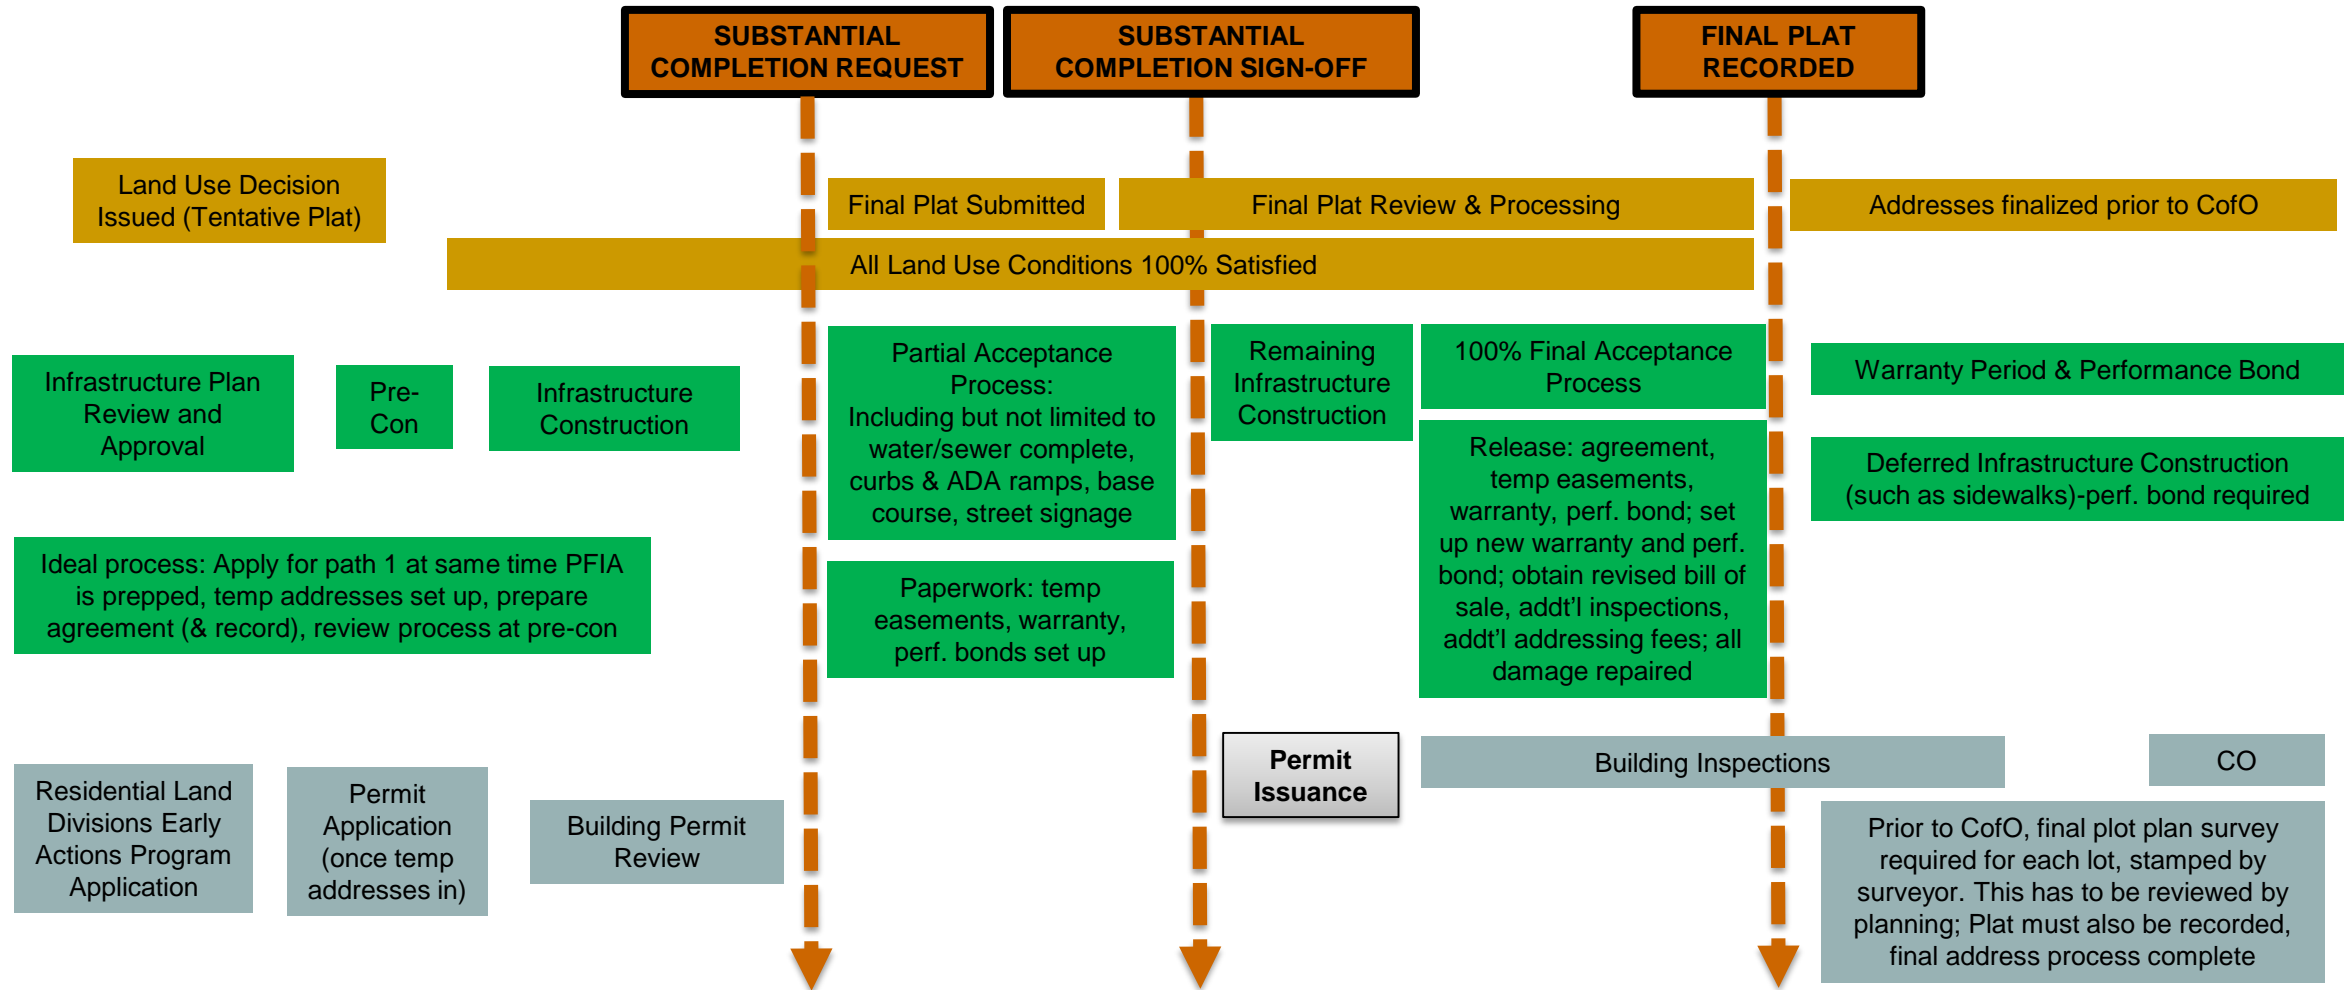 SUBSTANTIAL
COMPLETION REQUEST
SUBSTANTIAL
COMPLETION SIGN-OFF
FINAL PLAT
RECORDED
Land Use Decision
Issued (Tentative Plat)
Final Plat Submitted
Final Plat Review & Processing
Addresses finalized prior to CofO
All Land Use Conditions 100% Satisfied
Infrastructure Plan
Review and
Approval
Pre-
Con
Infrastructure
Construction
Partial Acceptance
Process:
Including but not limited to
water/sewer complete,
curbs & ADA ramps, base
course, street signage
Remaining
Infrastructure
Construction
100% Final Acceptance
Process
Warranty Period & Performance Bond
Release: agreement,
temp easements,
warranty, perf. bond; set
up new warranty and perf.
bond; obtain revised bill of
sale, addt'l inspections,
addt'l addressing fees; all
damage repaired
Deferred Infrastructure Construction
(such as sidewalks)-perf. bond required
Ideal process: Apply for path 1 at same time PFIA
is prepped, temp addresses set up, prepare
agreement (& record), review process at pre-con
Paperwork: temp
easements, warranty,
perf. bonds set up
Residential Land
Divisions Early
Actions Program
Application
Permit
Application
(once temp
addresses in)
Building Permit
Review
Permit
Issuance
Building Inspections
CO
Prior to CofO, final plot plan survey
required for each lot, stamped by
surveyor. This has to be reviewed by
planning; Plat must also be recorded,
final address process complete